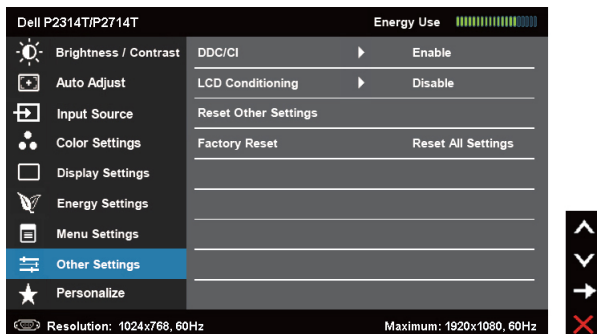 Dell P2314T/P2714T Energy Use
Brightness / Contrast DDC/CI Enable
Auto Adjust LCD Conditioning Disable
Input Source Reset Other Settings
Color Settings Factory Reset Reset All Settings
Display Settings
Energy Settings
Menu Settings
Other Settings
Personalize
Resolution: 1024x768, 60Hz Maximum: 1920x1080, 60Hz